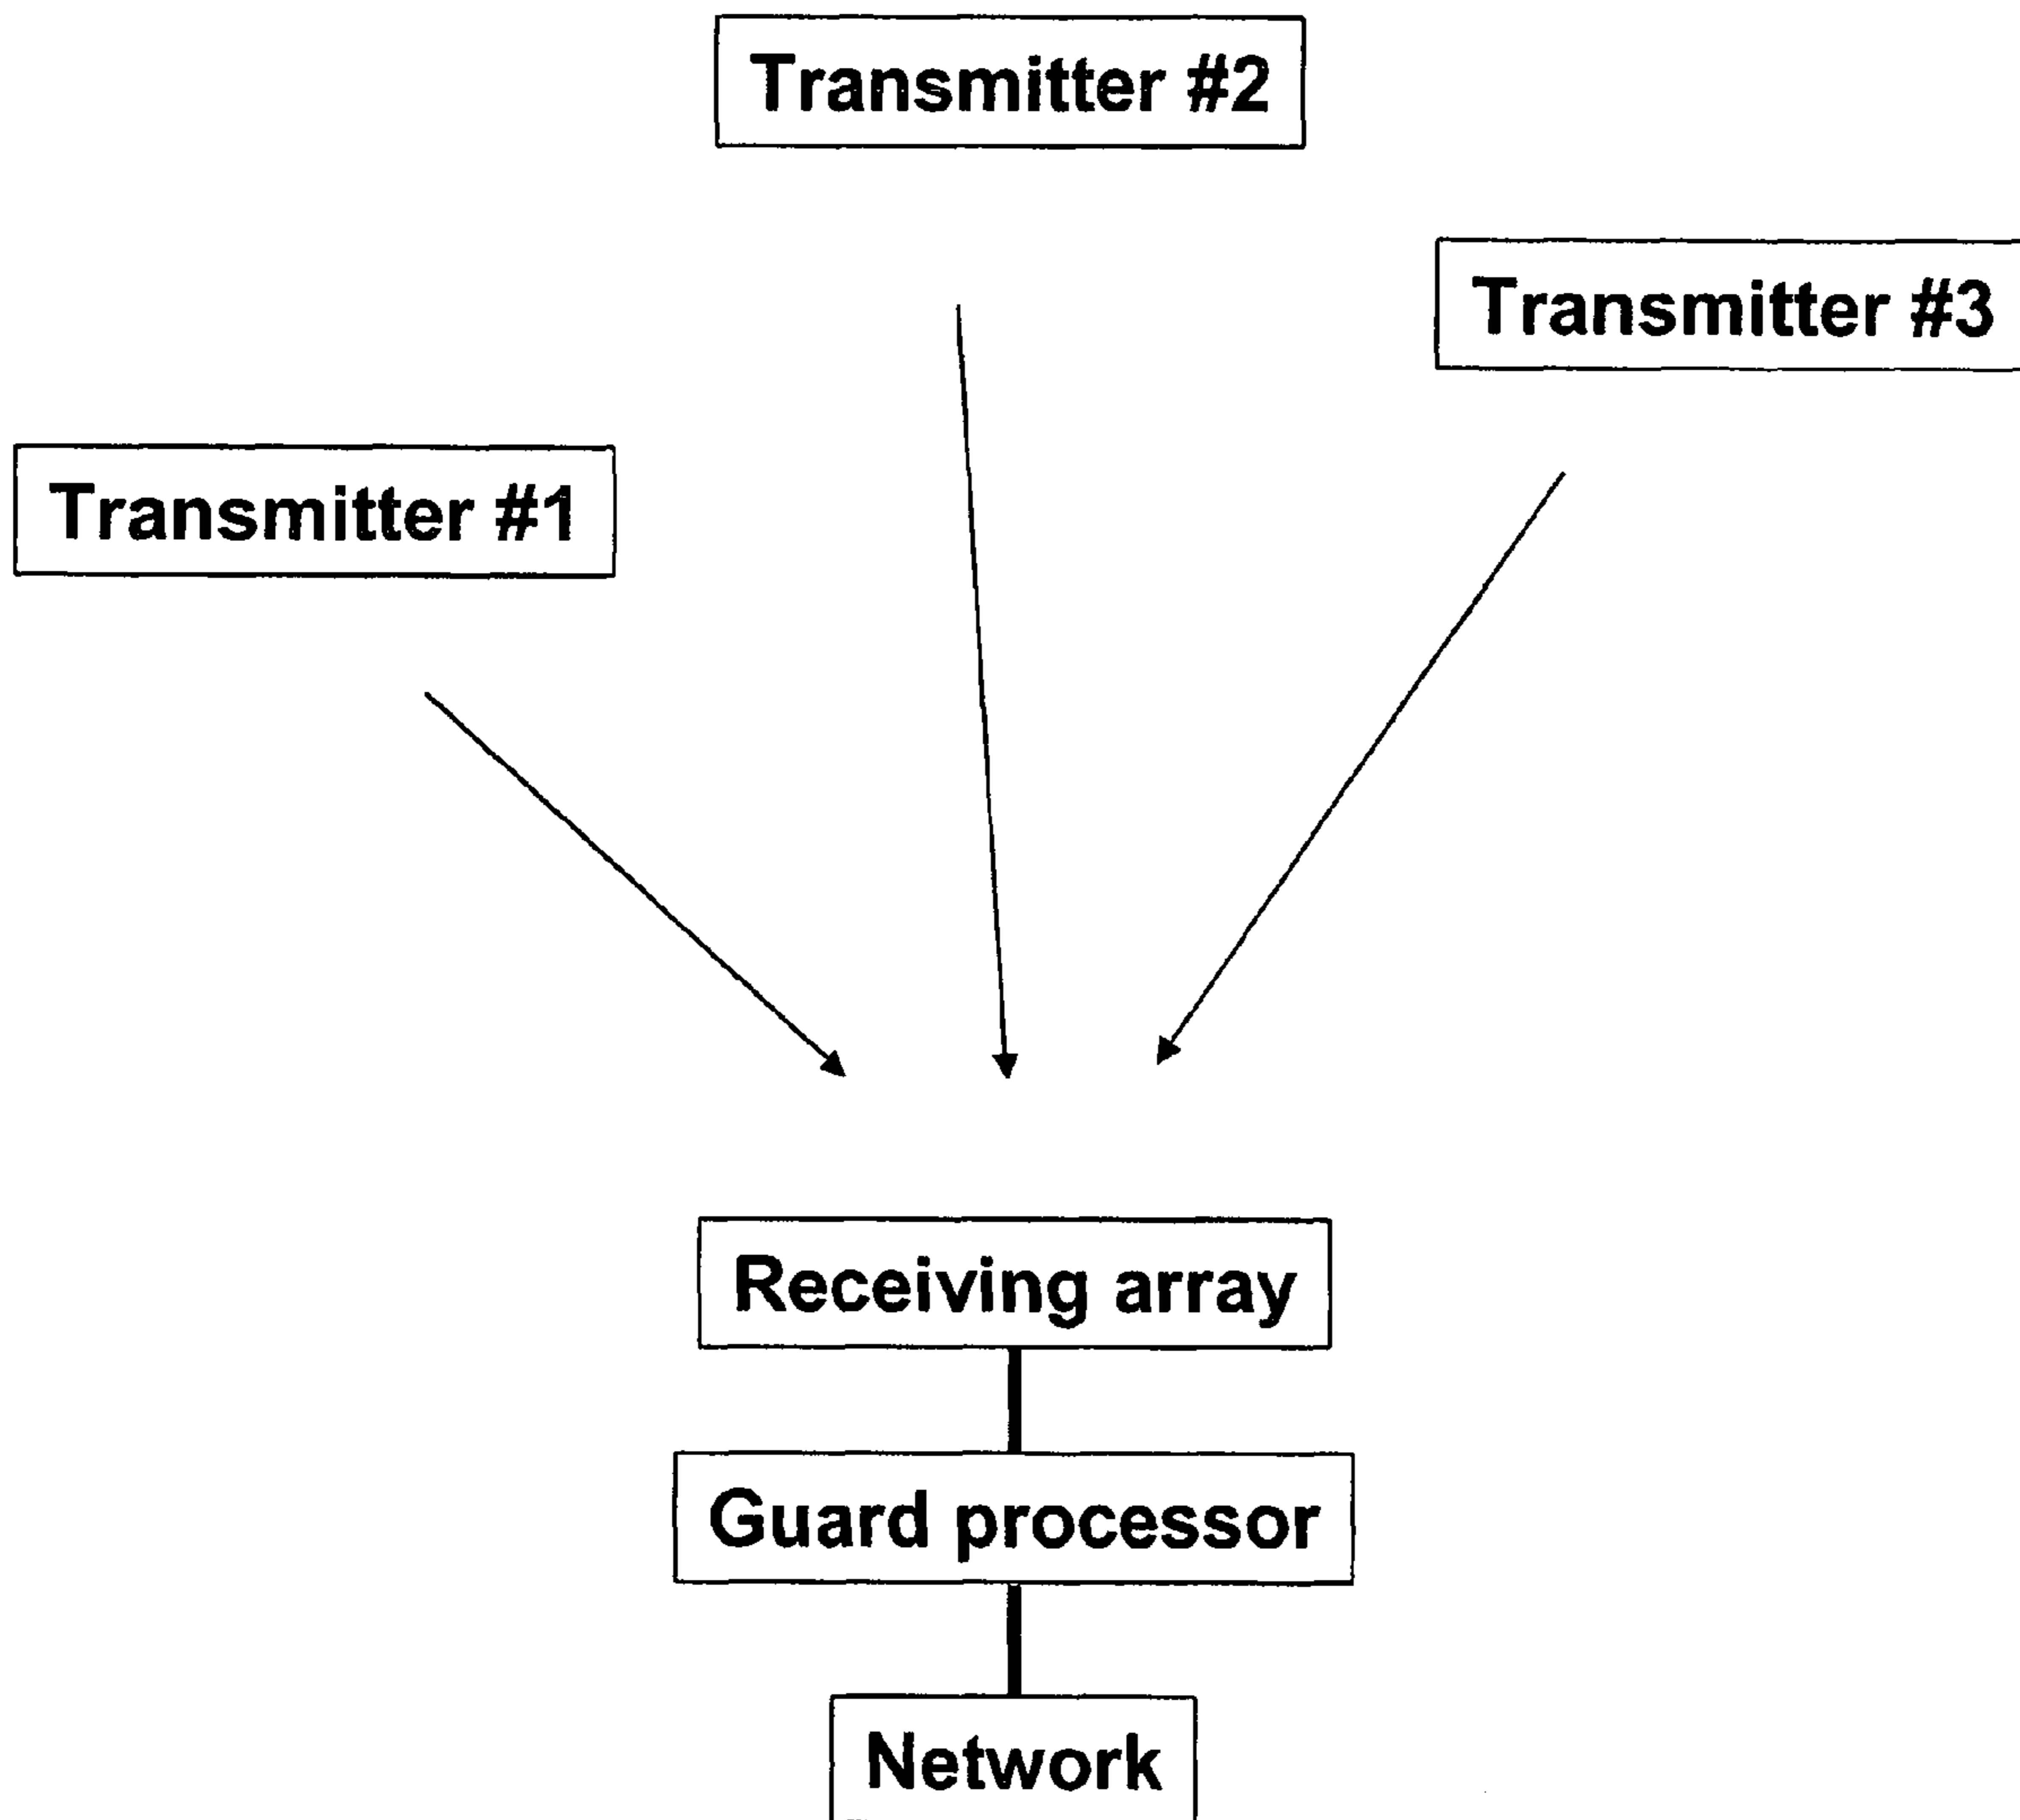 Transmitter #2
Transmitter #3
Transmitter #1
Receiving array
Guard processor
Network